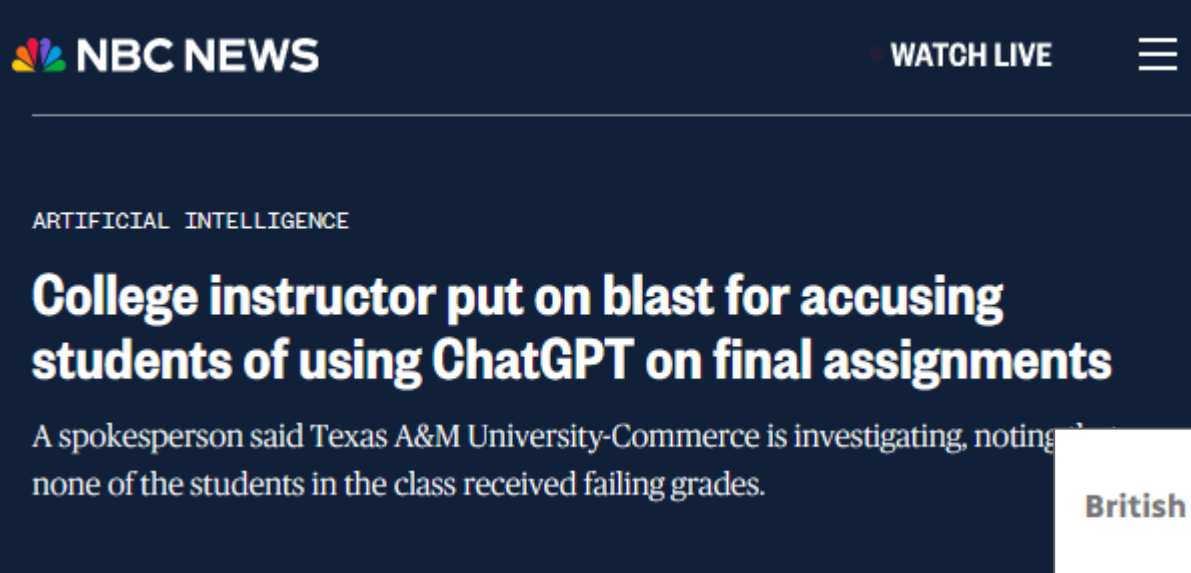 NBC NEWS
WATCH LIVE
ARTIFICIAL INTELLIGENCE
College instructor put on blast for accusing
students of using ChatGPT on final assignments
A spokesperson said Texas A&M University-Commerce is investigating, noting
none of the students in the class received failing grades.
British